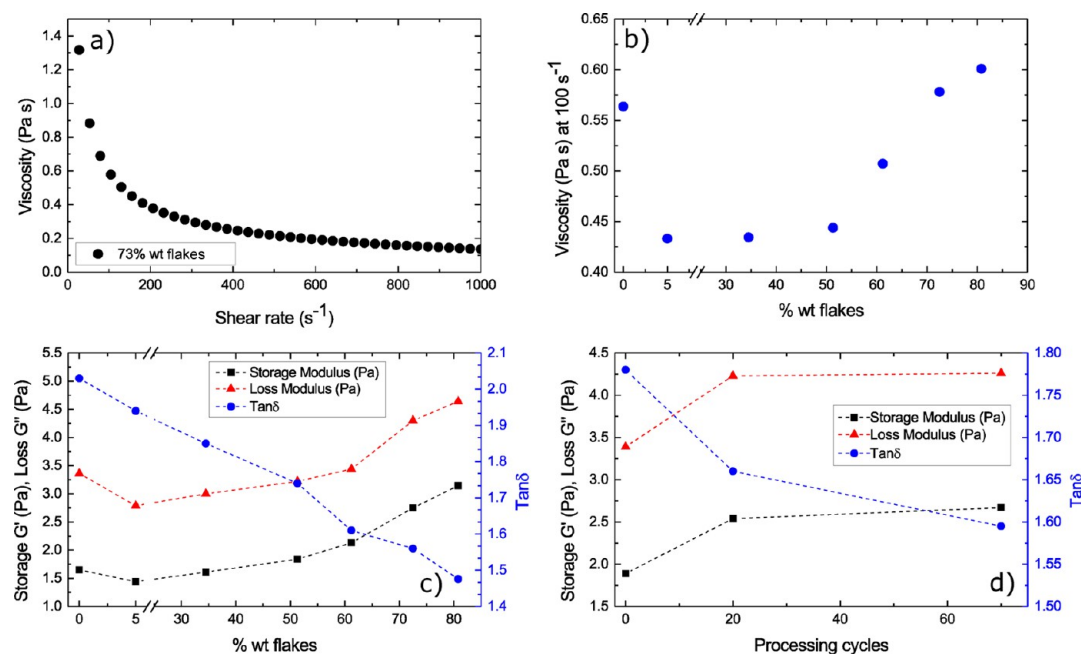 a)
Viscosity (Pa s)
1.4
1.2
1.0
0.8
0.6
0.4
0.2
0.0
73% wt flakes
0 200 400 600 800 1000
Shear rate (s⁻¹)
b)
Viscosity (Pa s) at 100 s⁻¹
0.65
0.60
0.55
0.50
0.45
0.40
0 5 30 40 50 60 70 80 90
% wt flakes
Storage G' (Pa), Loss G'' (Pa)
5.5
5.0
4.5
4.0
3.5
3.0
2.5
2.0
1.5
1.0
Storage Modulus (Pa)
Loss Modulus (Pa)
Tanδ
c)
2.1
2.0
1.9
1.8
1.7
1.6
1.5
1.4
Tanδ
0 5 30 40 50 60 70 80
% wt flakes
Storage G' (Pa), Loss G'' (Pa)
4.5
4.0
3.5
3.0
2.5
2.0
1.5
Storage Modulus (Pa)
Loss Modulus (Pa)
Tanδ
d)
1.80
1.75
1.70
1.65
1.60
1.55
1.50
Tanδ
0 20 40 60
Processing cycles